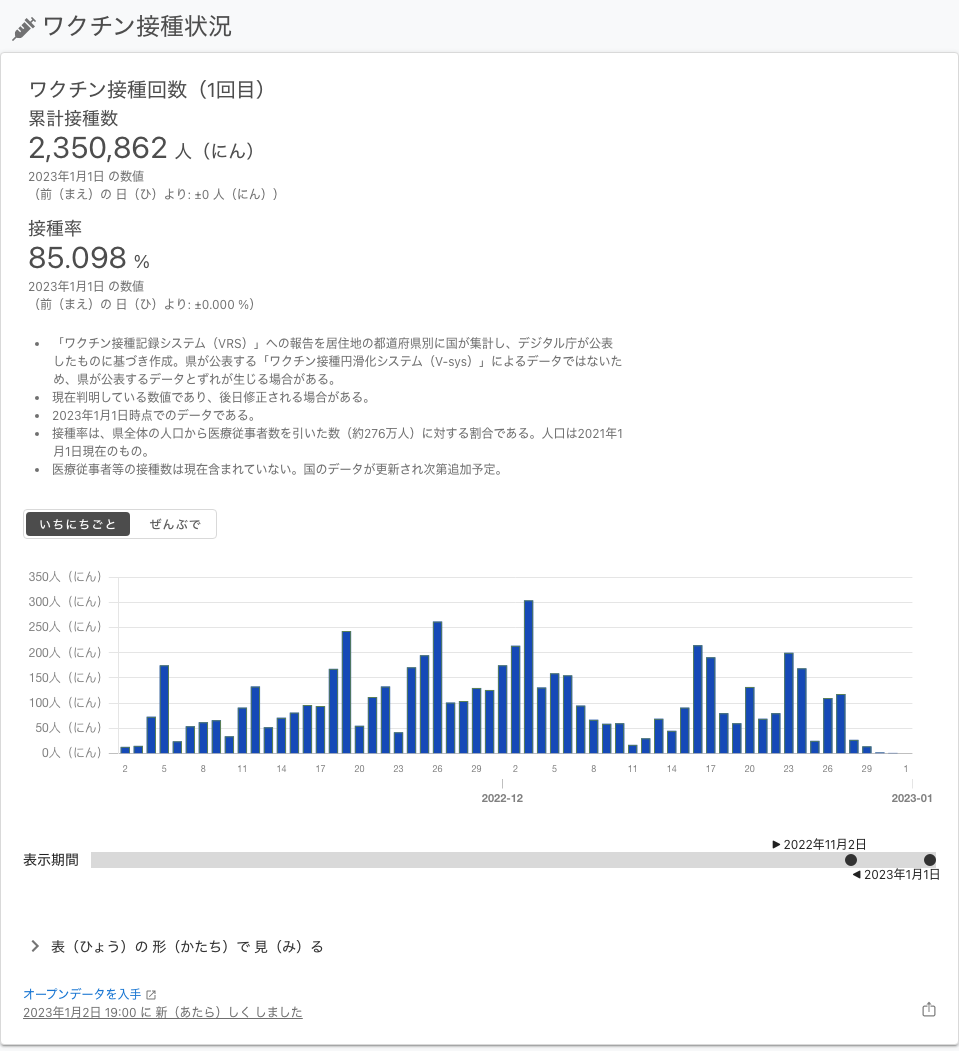 ワクチン接種状況
ワクチン接種回数（1回目）
累計接種数
2,350,862 人（にん）
2023年1月1日 の数値
（前（まえ）の 日（ひ）より: ±0 人（にん））
接種率
85.098 %
2023年1月1日 の数値
（前（まえ）の 日（ひ）より: ±0.000 %）
• 「ワクチン接種記録システム（VRS）」への報告を居住地の都道府県別に国が集計し、デジタル庁が公表
したものに基づき作成。県が公表する「ワクチン接種円滑化システム（V-sys）」によるデータではないた
め、県が公表するデータとずれが生じる場合がある。
• 現在判明している数値であり、後日修正される場合がある。
• 2023年1月1日時点でのデータである。
• 接種率は、県全体の人口から医療従事者数を引いた数（約276万人）に対する割合である。人口は2021年1
月1日現在のもの。
• 医療従事者等の接種数は現在含まれていない。国のデータが更新され次第追加予定。
いちにちごと ぜんぶで
350人（にん）
300人（にん）
250人（にん）
200人（にん）
150人（にん）
100人（にん）
50人（にん）
0人（にん）
2 5 8 11 14 17 20 23 26 29 2 5 8 11 14 17 20 23 26 29 1
2022-12 2023-01
▶ 2022年11月2日
表示期間
◀ 2023年1月1日
表（ひょう）の 形（かたち）で 見（み）る
オープンデータを入手
2023年1月2日 19:00 に 新（あたら）しく しました